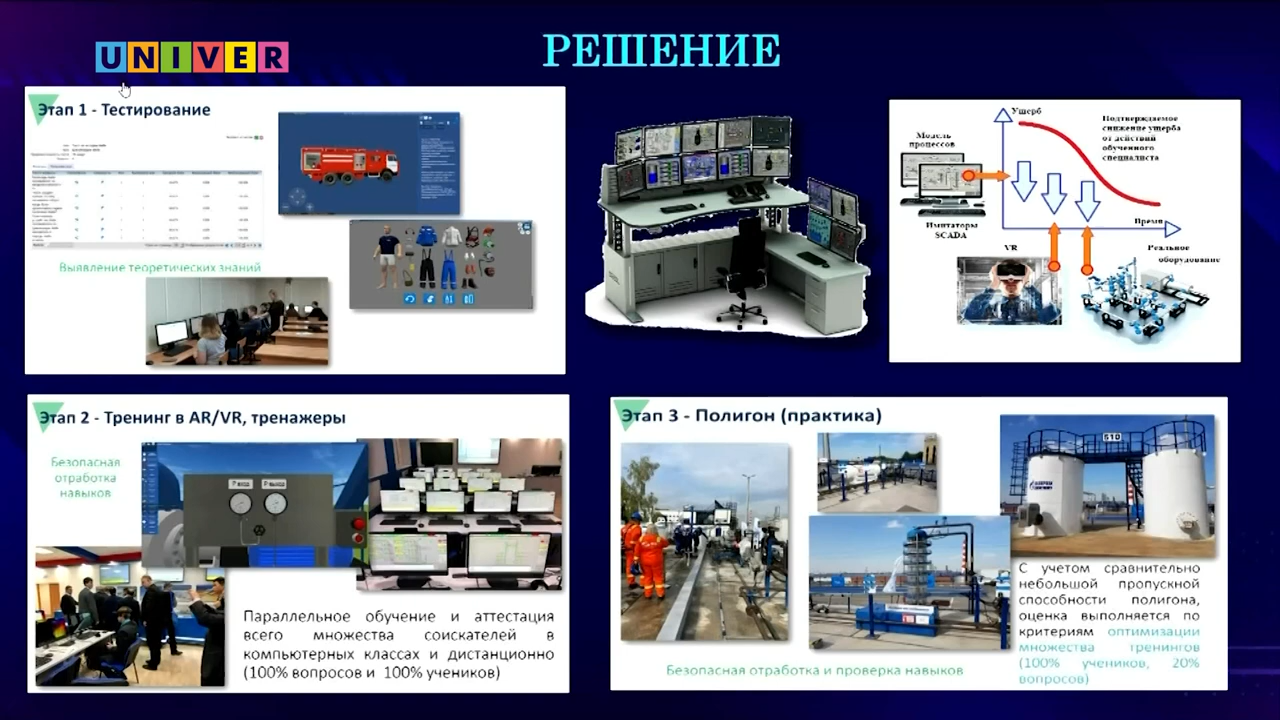 UNIVER
РЕШЕНИЕ
Этап 1 - Тестирование
Выявление теоретических знаний
Ущерб
Подтверждаемое
снижение ущерба
от действий
обученного
специалиста
Модель
процессов
Имитаторы
SCADA
Время
VR
Реальное
оборудование
Этап 2 - Тренинг в AR/VR, тренажеры
Безопасная
отработка
навыков
Р вход
Р выход
Параллельное обучение и аттестация
всего множества соискателей в
компьютерных классах и дистанционно
(100% вопросов и 100% учеников)
Этап 3 - Полигон (практика)
510
Безопасная отработка и проверка навыков
С учетом сравнительно
небольшой пропускной
способности полигона,
оценка выполняется по
критериям оптимизации
множества тренингов
(100% учеников, 20%
вопросов)